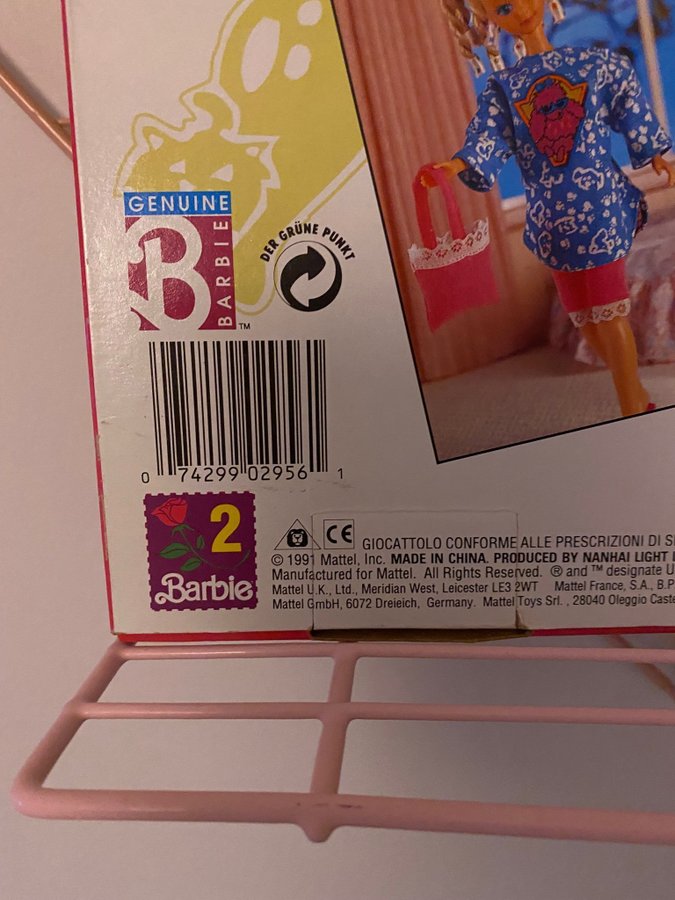 GENUINE
B
BARBIE
TM
DER GRÜNE PUNKT
0 74299 02956 1
2
Barbie
CE GIOCATTOLO CONFORME ALLE PRESCRIZIONI DI
© 1991 Mattel, Inc. MADE IN CHINA. PRODUCED BY NANHAI LIGHT
Manufactured for Mattel. All Rights Reserved. ® and ™ designate
Mattel U.K., Ltd., Meridian West, Leicester LE3 2WT Mattel France, S.A., B.P
Mattel GmbH, 6072 Dreieich, Germany. Mattel Toys Srl., 28040 Oleggio